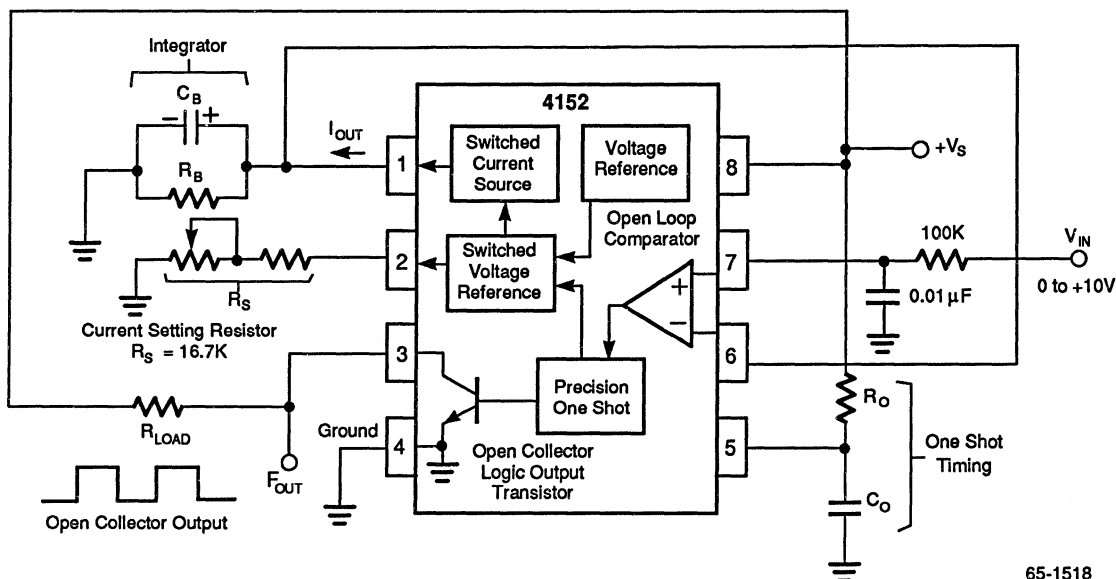 Integrator
C_B
− +
R_B
I_OUT
4152
Switched
Current
Source
Voltage
Reference
Open Loop
Comparator
Switched
Voltage
Reference
+
−
Precision
One Shot
Open Collector
Logic Output
Transistor
1
2
3
4
8
7
6
5
+V_S
100K
V_IN
0 to +10V
0.01 µF
R_O
C_O
One Shot
Timing
R_S
Current Setting Resistor
R_S = 16.7K
R_LOAD
Ground
F_OUT
Open Collector Output
65-1518